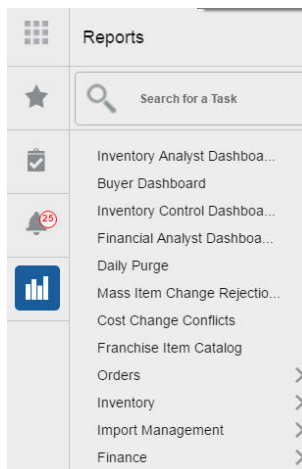 Reports
Search for a Task
25
Inventory Analyst Dashboa...
Buyer Dashboard
Inventory Control Dashboa...
Financial Analyst Dashboa...
Daily Purge
Mass Item Change Rejectio...
Cost Change Conflicts
Franchise Item Catalog
Orders
Inventory
Import Management
Finance